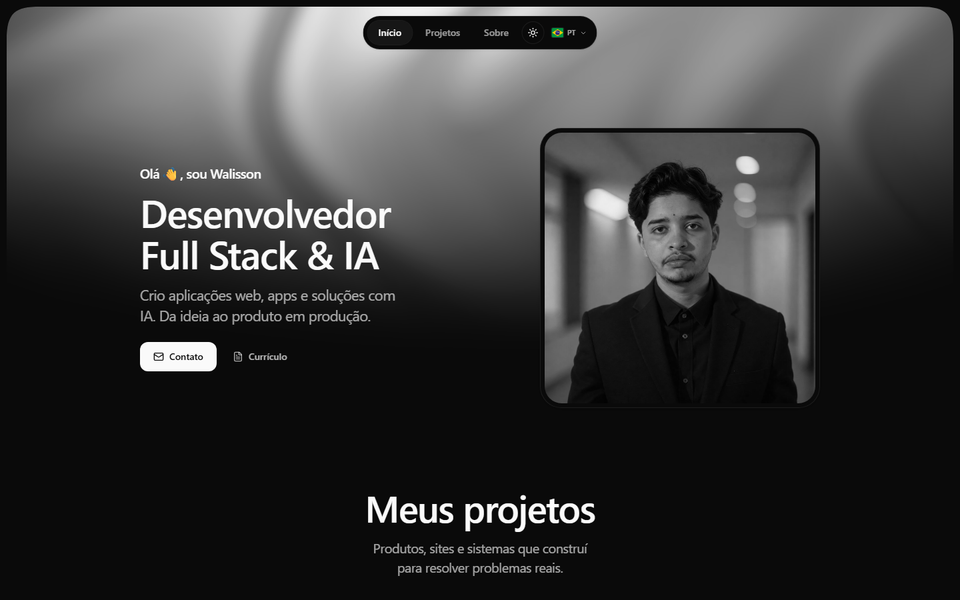 Início
Projetos
Sobre
PT
Olá 👋, sou Walisson
Desenvolvedor
Full Stack & IA
Crio aplicações web, apps e soluções com
IA. Da ideia ao produto em produção.
Contato
Currículo
Meus projetos
Produtos, sites e sistemas que construí
para resolver problemas reais.